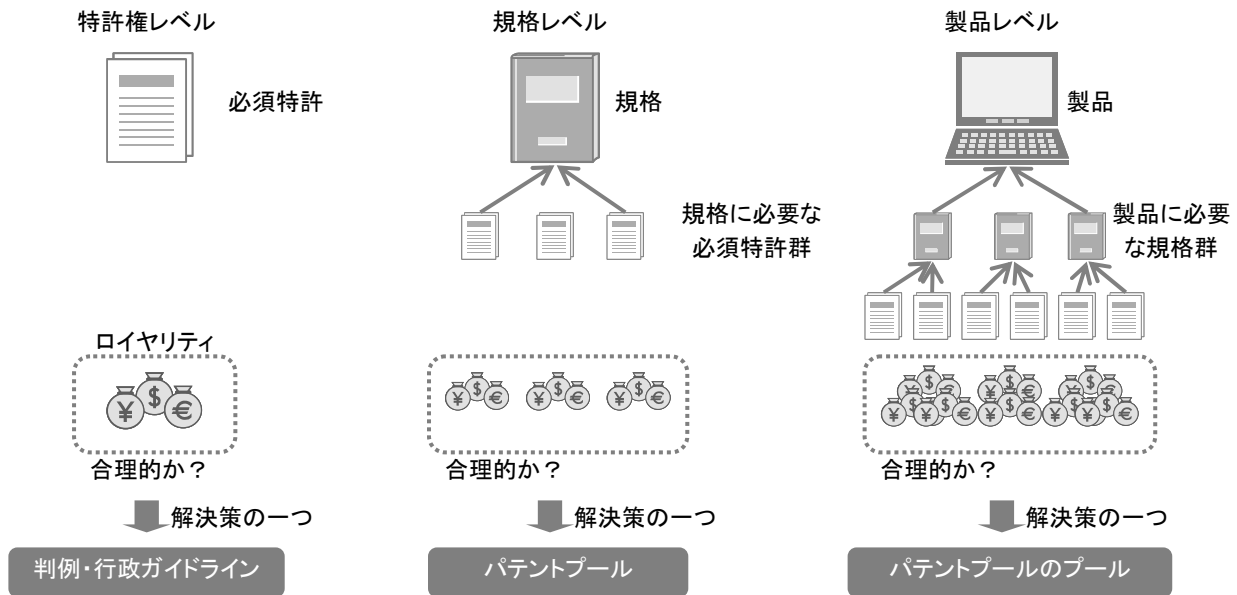 特許権レベル
必須特許
ロイヤリティ
¥ $ €
合理的か？
解決策の一つ
判例・行政ガイドライン
規格レベル
規格
規格に必要な
必須特許群
¥ $ € ¥ $ € ¥ $ €
合理的か？
解決策の一つ
パテントプール
製品レベル
製品
製品に必要
な規格群
合理的か？
解決策の一つ
パテントプールのプール